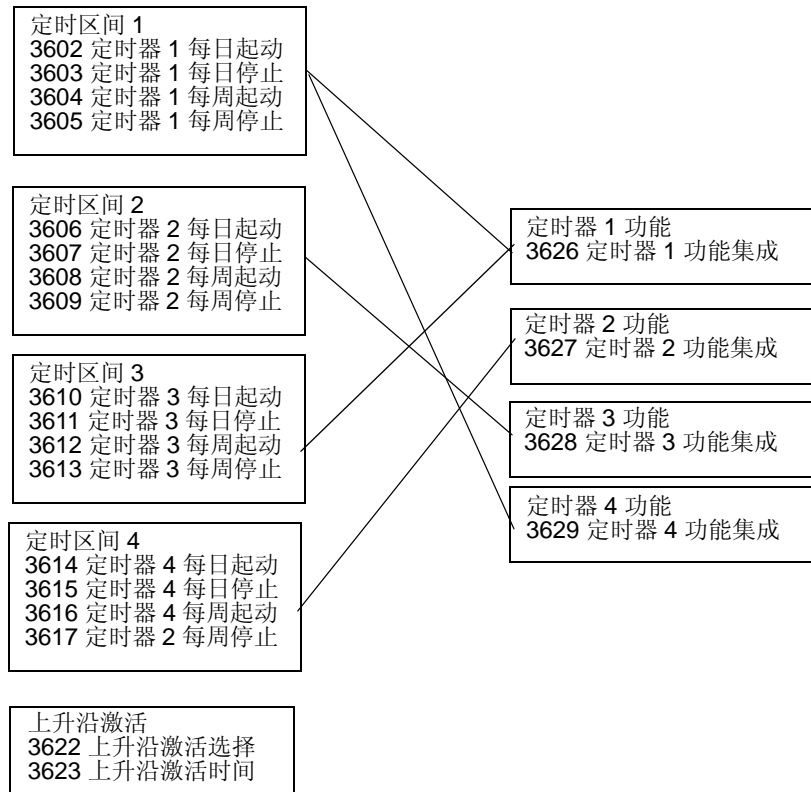 定时区间 1
3602 定时器 1 每日起动
3603 定时器 1 每日停止
3604 定时器 1 每周起动
3605 定时器 1 每周停止
定时区间 2
3606 定时器 2 每日起动
3607 定时器 2 每日停止
3608 定时器 2 每周起动
3609 定时器 2 每周停止
定时区间 3
3610 定时器 3 每日起动
3611 定时器 3 每日停止
3612 定时器 3 每周起动
3613 定时器 3 每周停止
定时区间 4
3614 定时器 4 每日起动
3615 定时器 4 每日停止
3616 定时器 4 每周起动
3617 定时器 2 每周停止
上升沿激活
3622 上升沿激活选择
3623 上升沿激活时间
定时器 1 功能
3626 定时器 1 功能集成
定时器 2 功能
3627 定时器 2 功能集成
定时器 3 功能
3628 定时器 3 功能集成
定时器 4 功能
3629 定时器 4 功能集成